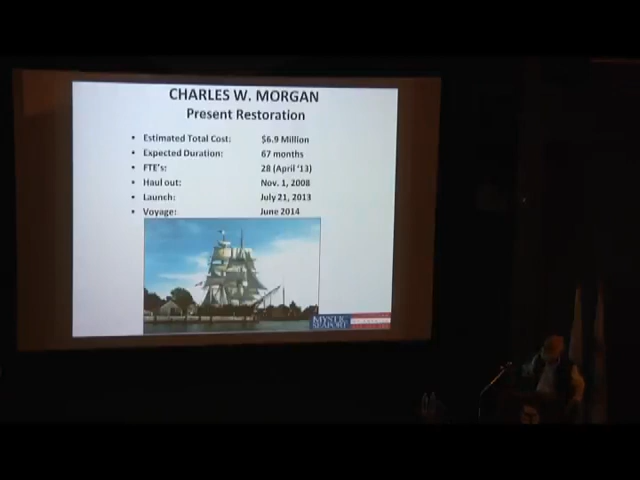 CHARLES W. MORGAN
Present Restoration
• Estimated Total Cost: $6.9 Million
• Expected Duration: 67 months
• FTE's: 28 (April '13)
• Haul out: Nov. 1, 2008
• Launch: July 21, 2013
• Voyage: June 2014
MYSTIC
SEAPORT